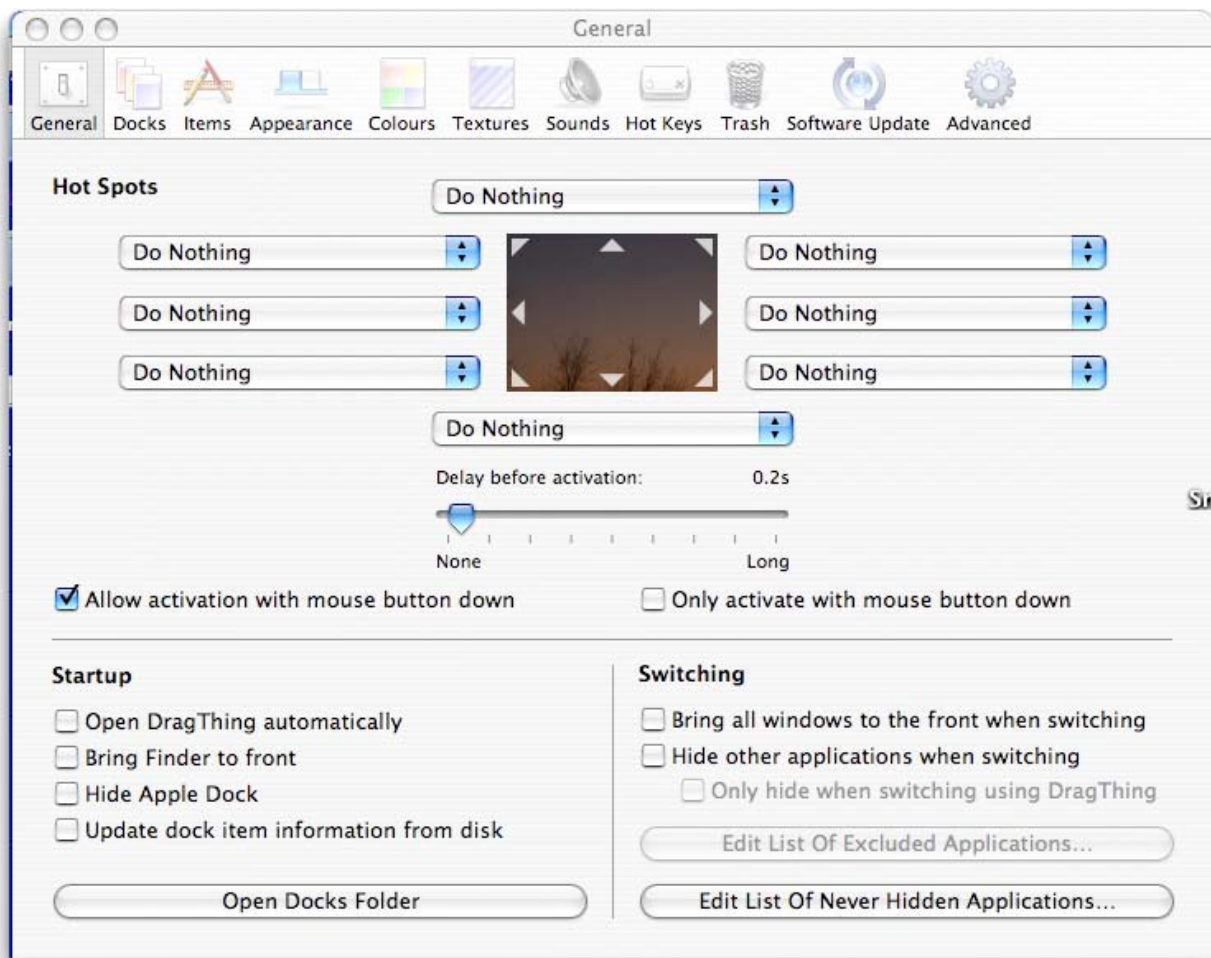 General
General Docks Items Appearance Colours Textures Sounds Hot Keys Trash Software Update Advanced
Hot Spots
Do Nothing
Do Nothing
Do Nothing
Do Nothing
Do Nothing
Do Nothing
Do Nothing
Do Nothing
Delay before activation: 0.2s
None Long
Allow activation with mouse button down
Only activate with mouse button down
Startup
Open DragThing automatically
Bring Finder to front
Hide Apple Dock
Update dock item information from disk
Open Docks Folder
Switching
Bring all windows to the front when switching
Hide other applications when switching
Only hide when switching using DragThing
Edit List Of Excluded Applications...
Edit List Of Never Hidden Applications...